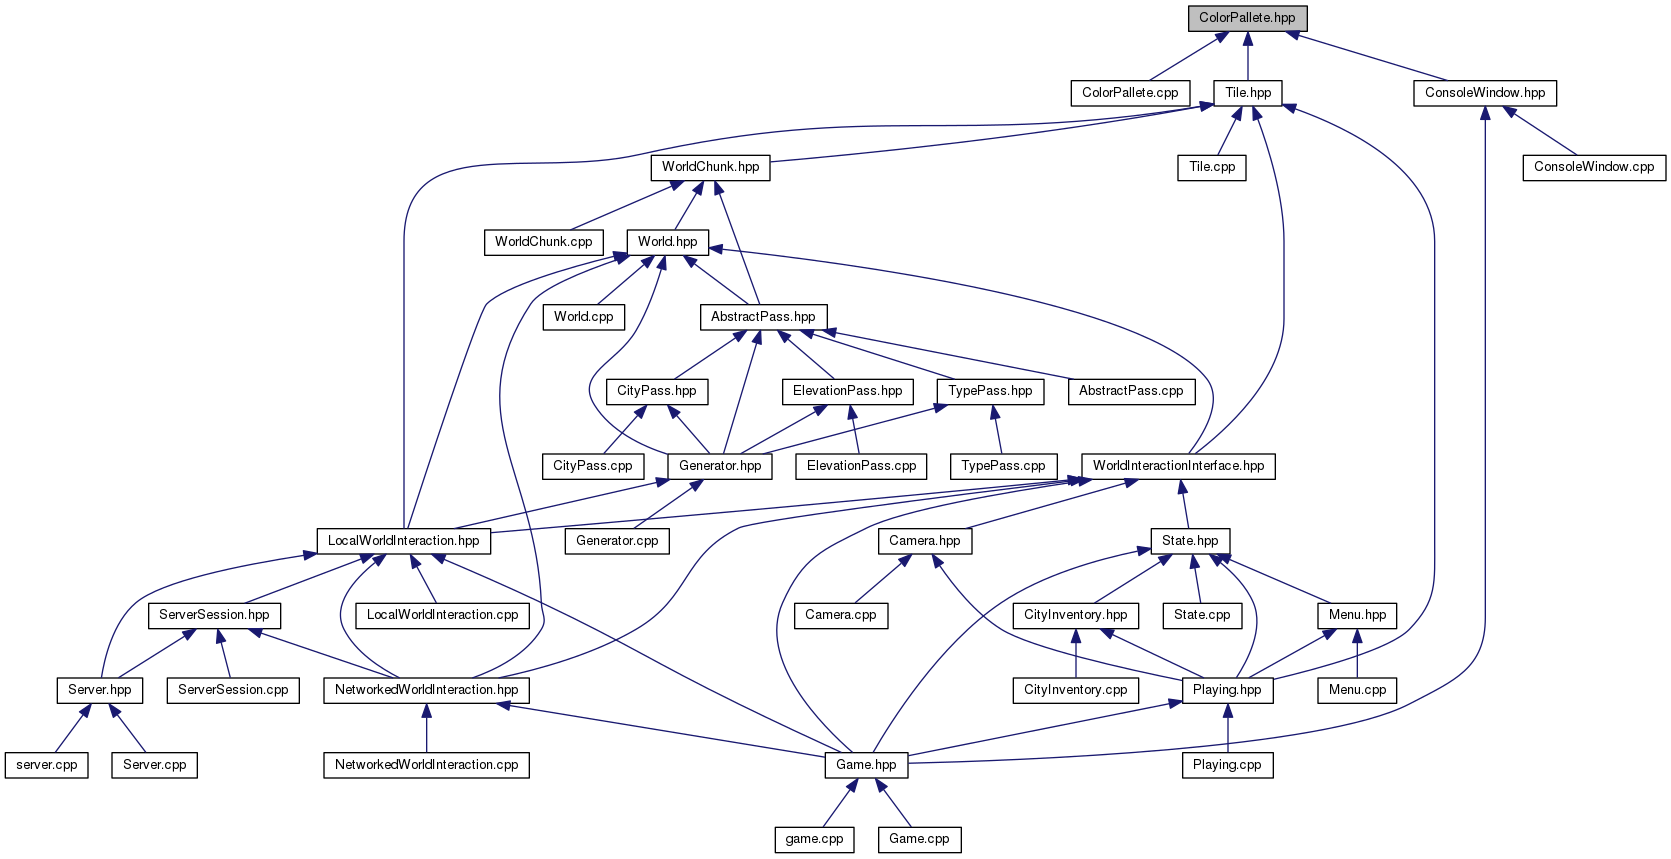 ColorPallete.hpp
ColorPallete.cpp
Tile.hpp
ConsoleWindow.hpp
WorldChunk.hpp
Tile.cpp
ConsoleWindow.cpp
WorldChunk.cpp
World.hpp
World.cpp
AbstractPass.hpp
CityPass.hpp
ElevationPass.hpp
TypePass.hpp
AbstractPass.cpp
CityPass.cpp
Generator.hpp
ElevationPass.cpp
TypePass.cpp
WorldInteractionInterface.hpp
LocalWorldInteraction.hpp
Generator.cpp
Camera.hpp
State.hpp
ServerSession.hpp
LocalWorldInteraction.cpp
Camera.cpp
CityInventory.hpp
State.cpp
Menu.hpp
Server.hpp
ServerSession.cpp
NetworkedWorldInteraction.hpp
CityInventory.cpp
Playing.hpp
Menu.cpp
server.cpp
Server.cpp
NetworkedWorldInteraction.cpp
Game.hpp
Playing.cpp
game.cpp
Game.cpp